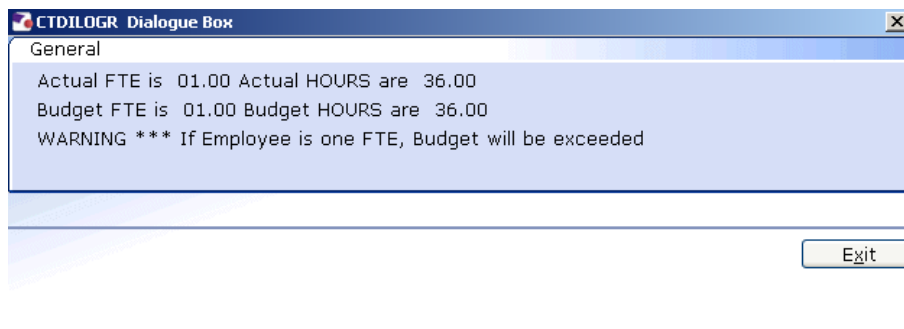 CTDILOGR Dialogue Box
General
Actual FTE is 01.00 Actual HOURS are 36.00
Budget FTE is 01.00 Budget HOURS are 36.00
WARNING *** If Employee is one FTE, Budget will be exceeded
Exit